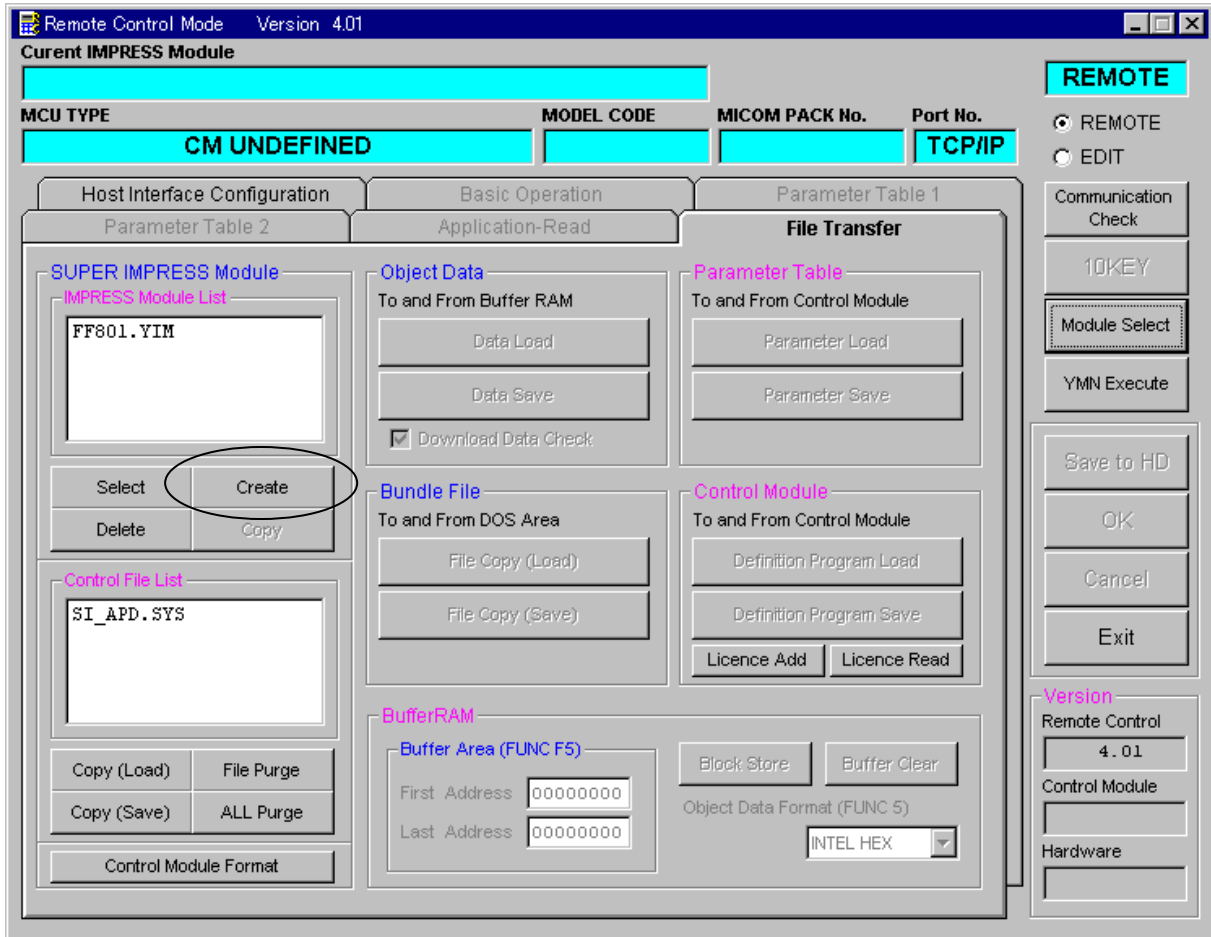 Remote Control Mode Version 4.01
Curent IMPRESS Module
REMOTE
MCU TYPE MODEL CODE MICOM PACK No. Port No.
CM UNDEFINED TCP/IP
REMOTE
EDIT
Host Interface Configuration Basic Operation Parameter Table 1
Parameter Table 2 Application-Read File Transfer
SUPER IMPRESS Module
IMPRESS Module List
FF801.YIM
Select Create
Delete Copy
Control File List
SI_APD.SYS
Copy (Load) File Purge
Copy (Save) ALL Purge
Control Module Format
Object Data
To and From Buffer RAM
Data Load
Data Save
Download Data Check
Parameter Table
To and From Control Module
Parameter Load
Parameter Save
Bundle File
To and From DOS Area
File Copy (Load)
File Copy (Save)
Control Module
To and From Control Module
Definition Program Load
Definition Program Save
Licence Add Licence Read
BufferRAM
Buffer Area (FUNC F5)
First Address 00000000
Last Address 00000000
Block Store Buffer Clear
Object Data Format (FUNC 5)
INTEL HEX
Communication
Check
10KEY
Module Select
YMN Execute
Save to HD
OK
Cancel
Exit
Version
Remote Control
4.01
Control Module
Hardware